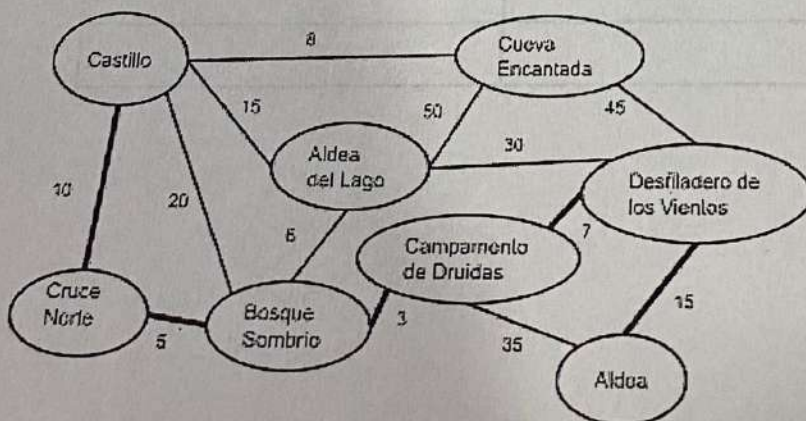 Castillo
8
Cueva
Encantada
15
50
45
Aldea
del Lago
30
Desfiladero de
los Vientos
10
20
6
Campamento
de Druidas
7
Cruce
Norte
5
Bosque
Sombrio
3
35
15
Aldea